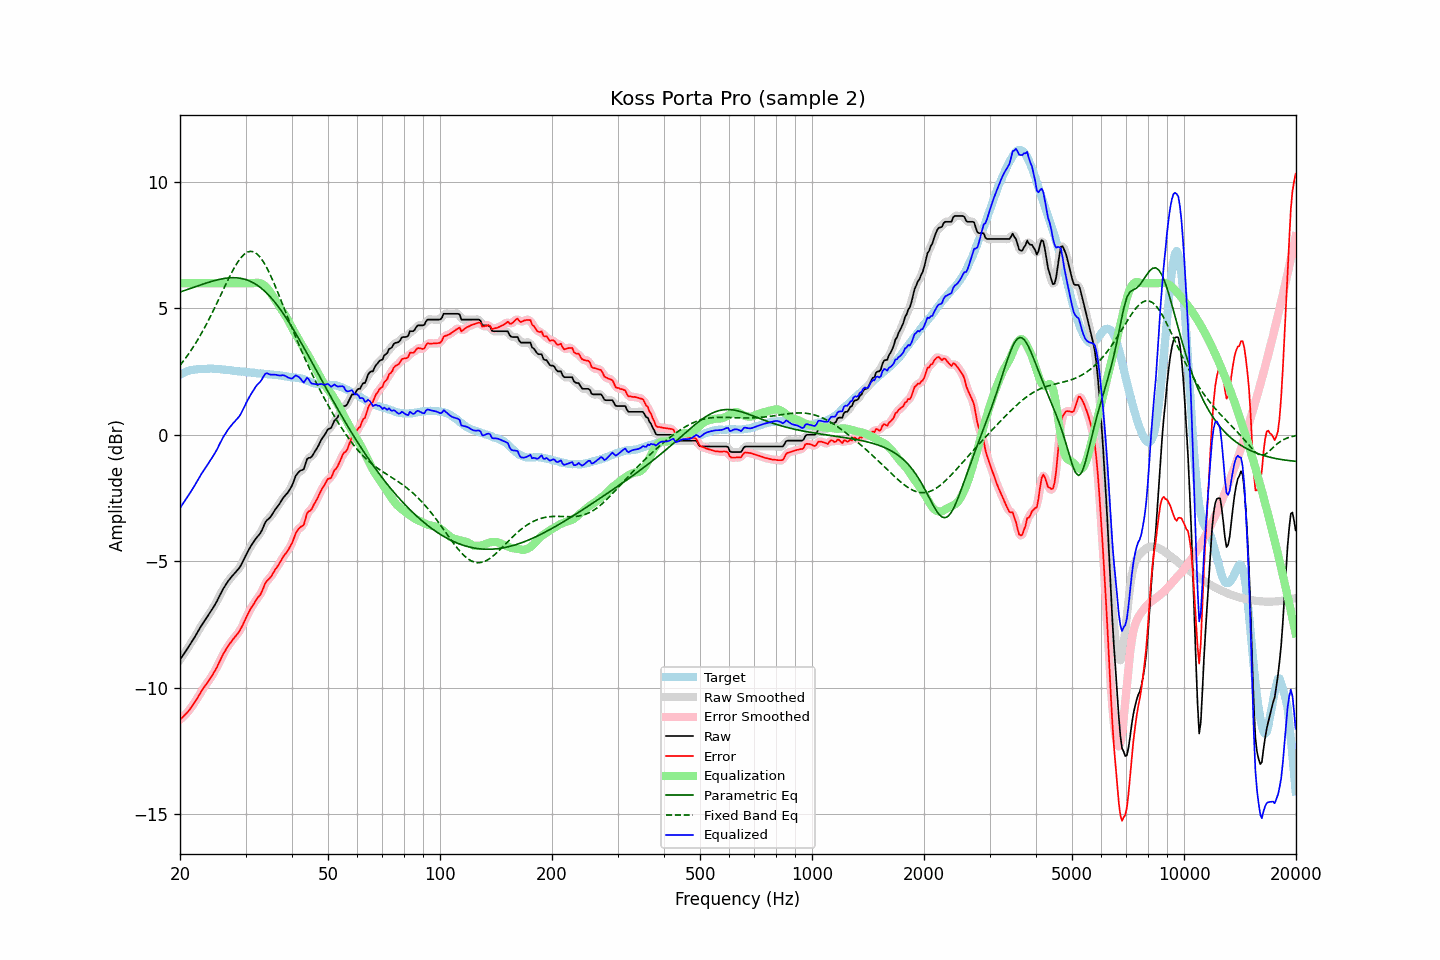 Koss Porta Pro (sample 2)
Amplitude (dBr)
10
5
0
−5
−10
−15
Target
Raw Smoothed
Error Smoothed
Raw
Error
Equalization
Parametric Eq
Fixed Band Eq
Equalized
20 50 100 200 500 1000 2000 5000 10000 20000
Frequency (Hz)